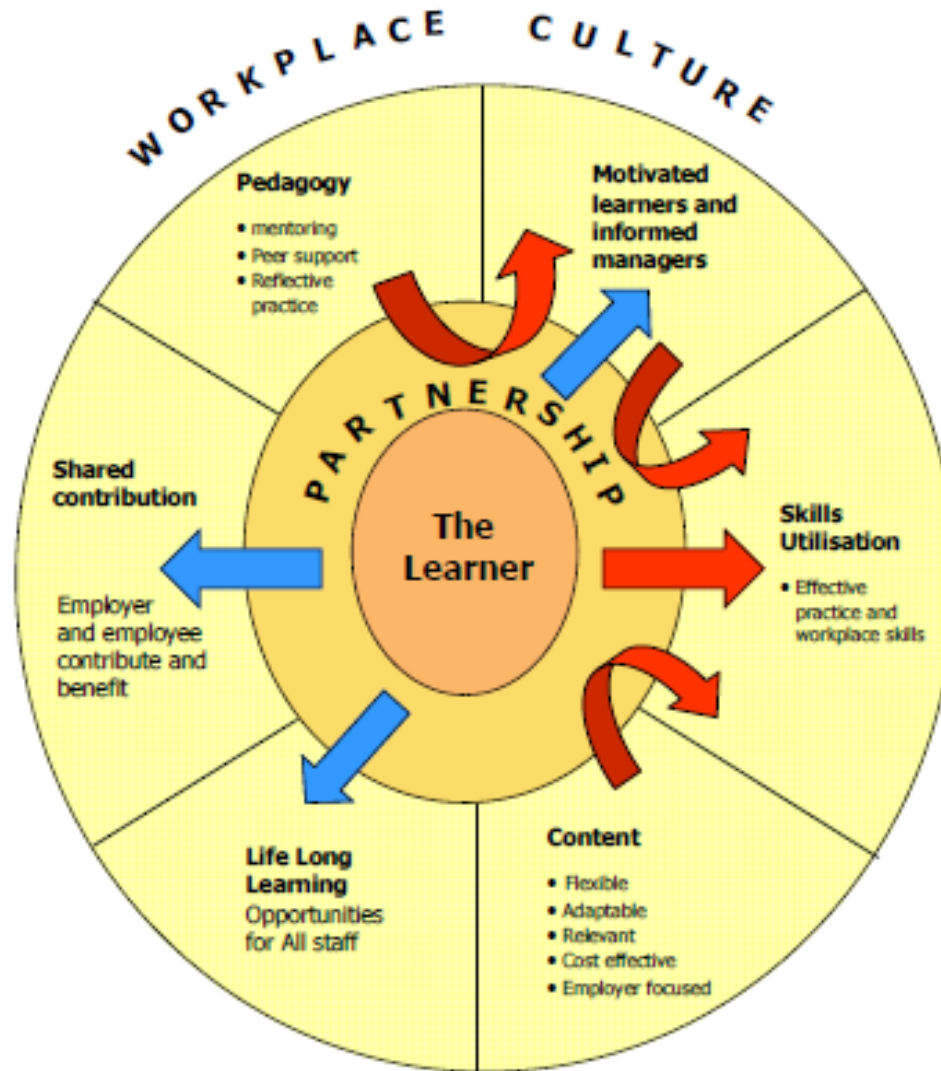 WORKPLACE CULTURE
Pedagogy
• mentoring
• Peer support
• Reflective
practice
Motivated
learners and
informed
managers
PARTNERSHIP
The
Learner
Shared
contribution
Employer
and employee
contribute and
benefit
Skills
Utilisation
• Effective
practice and
workplace skills
Life Long
Learning
Opportunities
for All staff
Content
• Flexible
• Adaptable
• Relevant
• Cost effective
• Employer focused